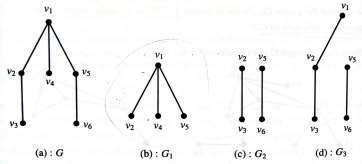 v1
v2
v4
v5
v3
v6
(a) : G
v1
v2
v4
v5
(b) : G1
v2
v5
v3
v6
(c) : G2
v1
v2
v5
v3
v6
(d) : G3